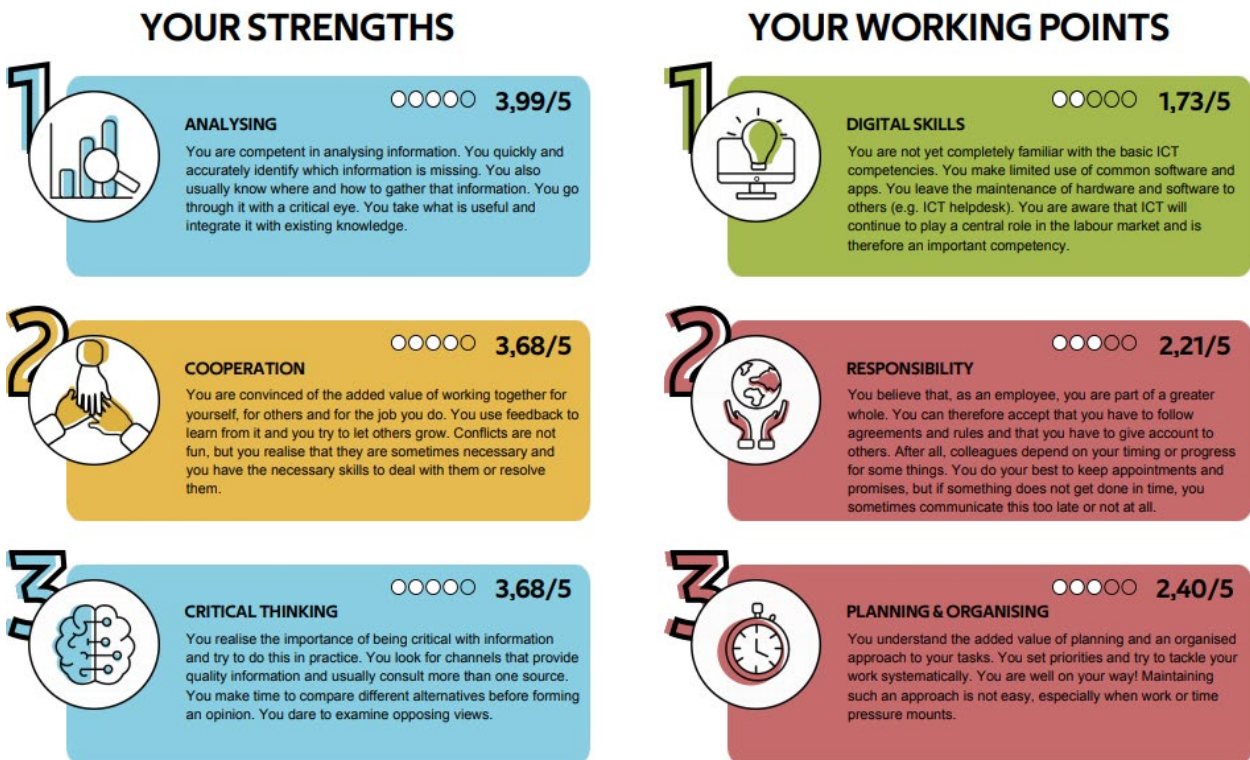 YOUR STRENGTHS
1
3,99/5
ANALYSING
You are competent in analysing information. You quickly and
accurately identify which information is missing. You also
usually know where and how to gather that information. You go
through it with a critical eye. You take what is useful and
integrate it with existing knowledge.
2
3,68/5
COOPERATION
You are convinced of the added value of working together for
yourself, for others and for the job you do. You use feedback to
learn from it and you try to let others grow. Conflicts are not
fun, but you realise that they are sometimes necessary and
you have the necessary skills to deal with them or resolve
them.
3
3,68/5
CRITICAL THINKING
You realise the importance of being critical with information
and try to do this in practice. You look for channels that provide
quality information and usually consult more than one source.
You make time to compare different alternatives before forming
an opinion. You dare to examine opposing views.
YOUR WORKING POINTS
1
1,73/5
DIGITAL SKILLS
You are not yet completely familiar with the basic ICT
competencies. You make limited use of common software and
apps. You leave the maintenance of hardware and software to
others (e.g. ICT helpdesk). You are aware that ICT will
continue to play a central role in the labour market and is
therefore an important competency.
2
2,21/5
RESPONSIBILITY
You believe that, as an employee, you are part of a greater
whole. You can therefore accept that you have to follow
agreements and rules and that you have to give account to
others. After all, colleagues depend on your timing or progress
for some things. You do your best to keep appointments and
promises, but if something does not get done in time, you
sometimes communicate this too late or not at all.
3
2,40/5
PLANNING & ORGANISING
You understand the added value of planning and an organised
approach to your tasks. You set priorities and try to tackle your
work systematically. You are well on your way! Maintaining
such an approach is not easy, especially when work or time
pressure mounts.